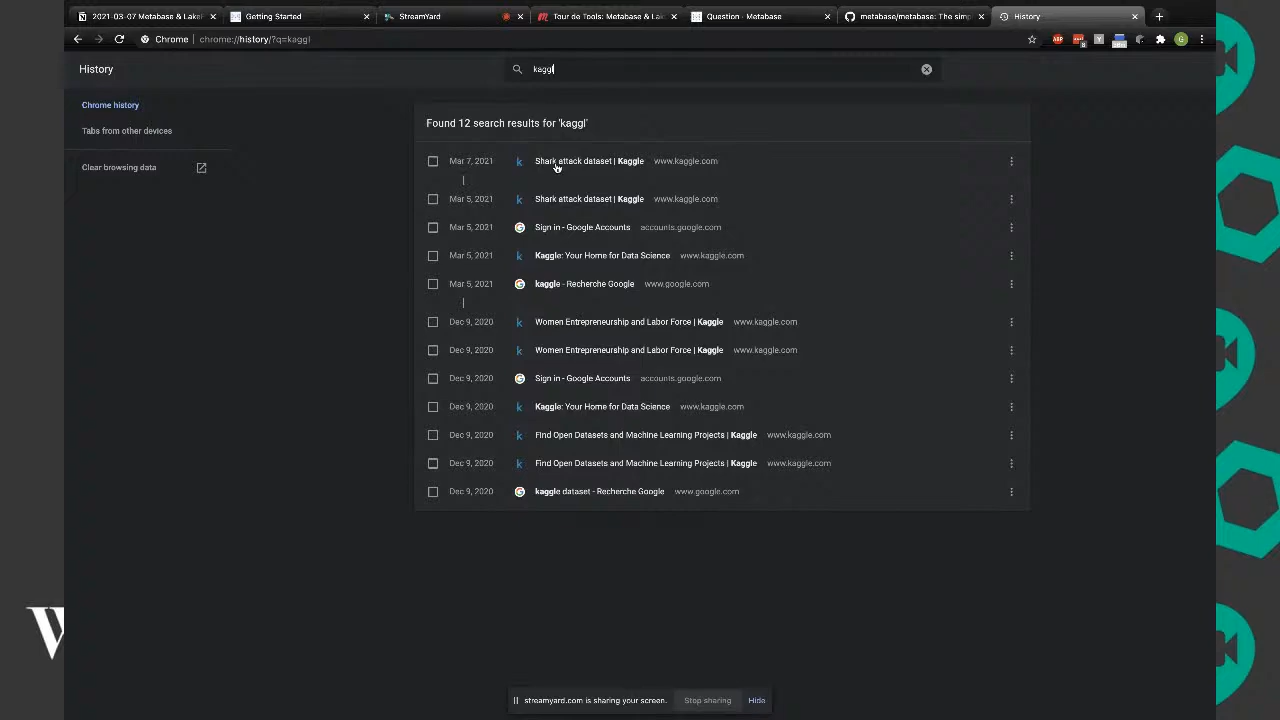 2021-03-07 Metabase & Lake
Getting Started
StreamYard
Tour de Tools: Metabase & La
Question · Metabase
metabase/metabase: The simp
History
Chrome chrome://history/?q=kaggl
G
History
kaggl
Chrome history
Tabs from other devices
Clear browsing data
Found 12 search results for 'kaggl'
Mar 7, 2021 Shark attack dataset | Kaggle www.kaggle.com
Mar 5, 2021 Shark attack dataset | Kaggle www.kaggle.com
Mar 5, 2021 Sign in - Google Accounts accounts.google.com
Mar 5, 2021 Kaggle: Your Home for Data Science www.kaggle.com
Mar 5, 2021 kaggle - Recherche Google www.google.com
Dec 9, 2020 Women Entrepreneurship and Labor Force | Kaggle www.kaggle.com
Dec 9, 2020 Women Entrepreneurship and Labor Force | Kaggle www.kaggle.com
Dec 9, 2020 Sign in - Google Accounts accounts.google.com
Dec 9, 2020 Kaggle: Your Home for Data Science www.kaggle.com
Dec 9, 2020 Find Open Datasets and Machine Learning Projects | Kaggle www.kaggle.com
Dec 9, 2020 Find Open Datasets and Machine Learning Projects | Kaggle www.kaggle.com
Dec 9, 2020 kaggle dataset - Recherche Google www.google.com
streamyard.com is sharing your screen. Stop sharing Hide